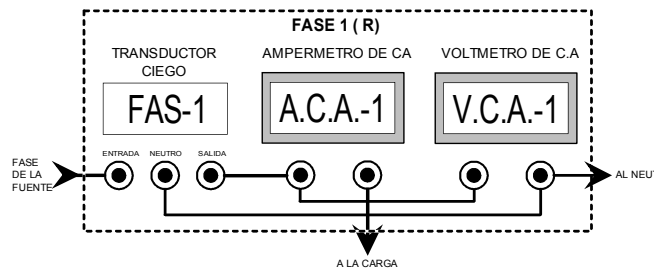 FASE 1 ( R)
TRANSDUCTOR
CIEGO
AMPERMETRO DE CA
VOLTMETRO DE C.A
FAS-1
A.C.A.-1
V.C.A.-1
ENTRADA NEUTRO SALIDA
FASE
DE LA
FUENTE
AL NEUT
A LA CARGA